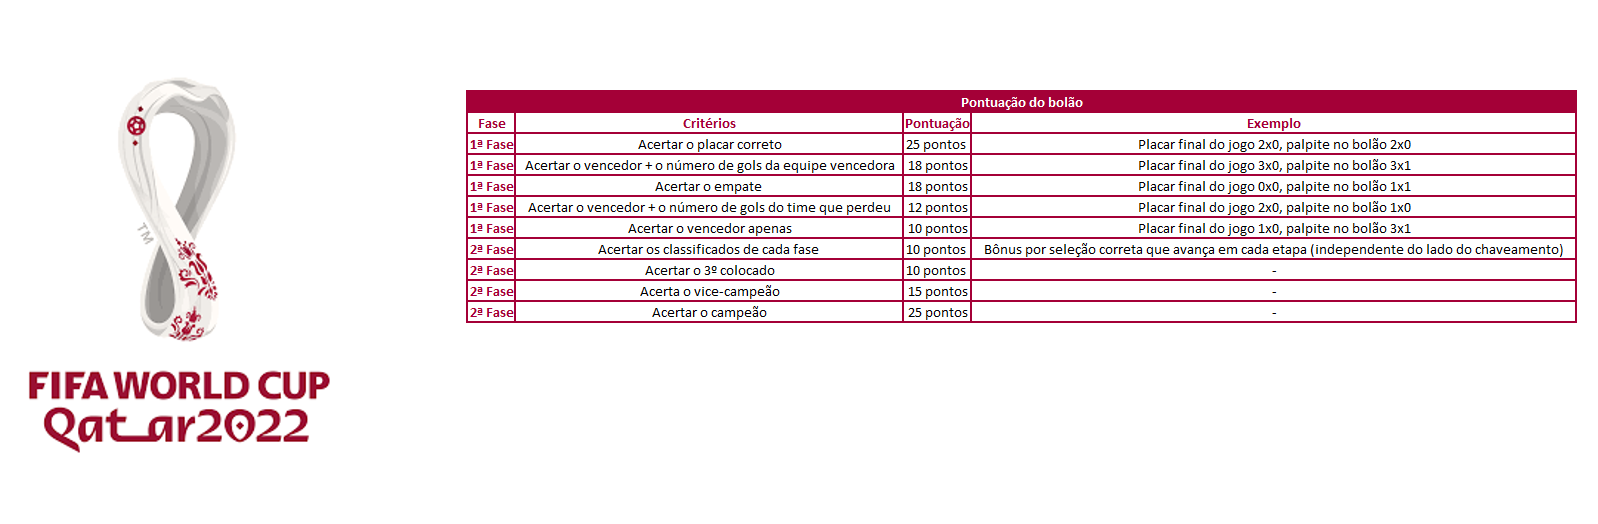 TM
FIFA WORLD CUP
Qatar2022
Pontuação do bolão
Fase Critérios Pontuação Exemplo
1ª Fase Acertar o placar correto 25 pontos Placar final do jogo 2x0, palpite no bolão 2x0
1ª Fase Acertar o vencedor + o número de gols da equipe vencedora 18 pontos Placar final do jogo 3x0, palpite no bolão 3x1
1ª Fase Acertar o empate 18 pontos Placar final do jogo 0x0, palpite no bolão 1x1
1ª Fase Acertar o vencedor + o número de gols do time que perdeu 12 pontos Placar final do jogo 2x0, palpite no bolão 1x0
1ª Fase Acertar o vencedor apenas 10 pontos Placar final do jogo 1x0, palpite no bolão 3x1
2ª Fase Acertar os classificados de cada fase 10 pontos Bônus por seleção correta que avança em cada etapa (independente do lado do chaveamento)
2ª Fase Acertar o 3º colocado 10 pontos -
2ª Fase Acerta o vice-campeão 15 pontos -
2ª Fase Acertar o campeão 25 pontos -